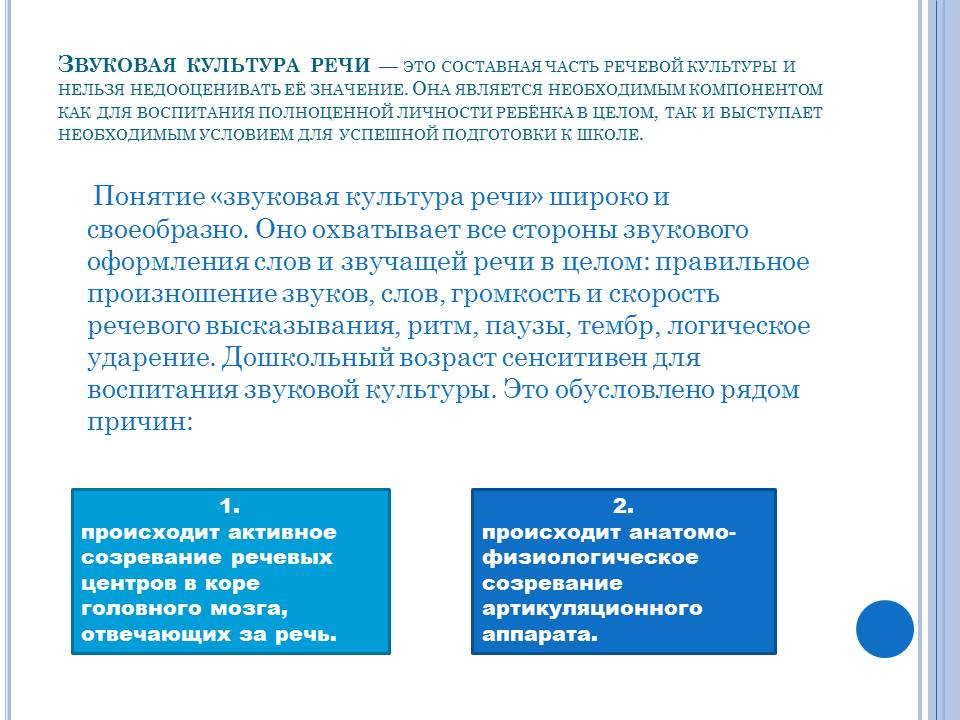 Звуковая культура речи — это составная часть речевой культуры и
нельзя недооценивать её значение. Она является необходимым компонентом
как для воспитания полноценной личности ребёнка в целом, так и выступает
необходимым условием для успешной подготовки к школе.
Понятие «звуковая культура речи» широко и
своеобразно. Оно охватывает все стороны звукового
оформления слов и звучащей речи в целом: правильное
произношение звуков, слов, громкость и скорость
речевого высказывания, ритм, паузы, тембр, логическое
ударение. Дошкольный возраст сенситивен для
воспитания звуковой культуры. Это обусловлено рядом
причин:
1.
происходит активное
созревание речевых
центров в коре
головного мозга,
отвечающих за речь.
2.
происходит анатомо-
физиологическое
созревание
артикуляционного
аппарата.